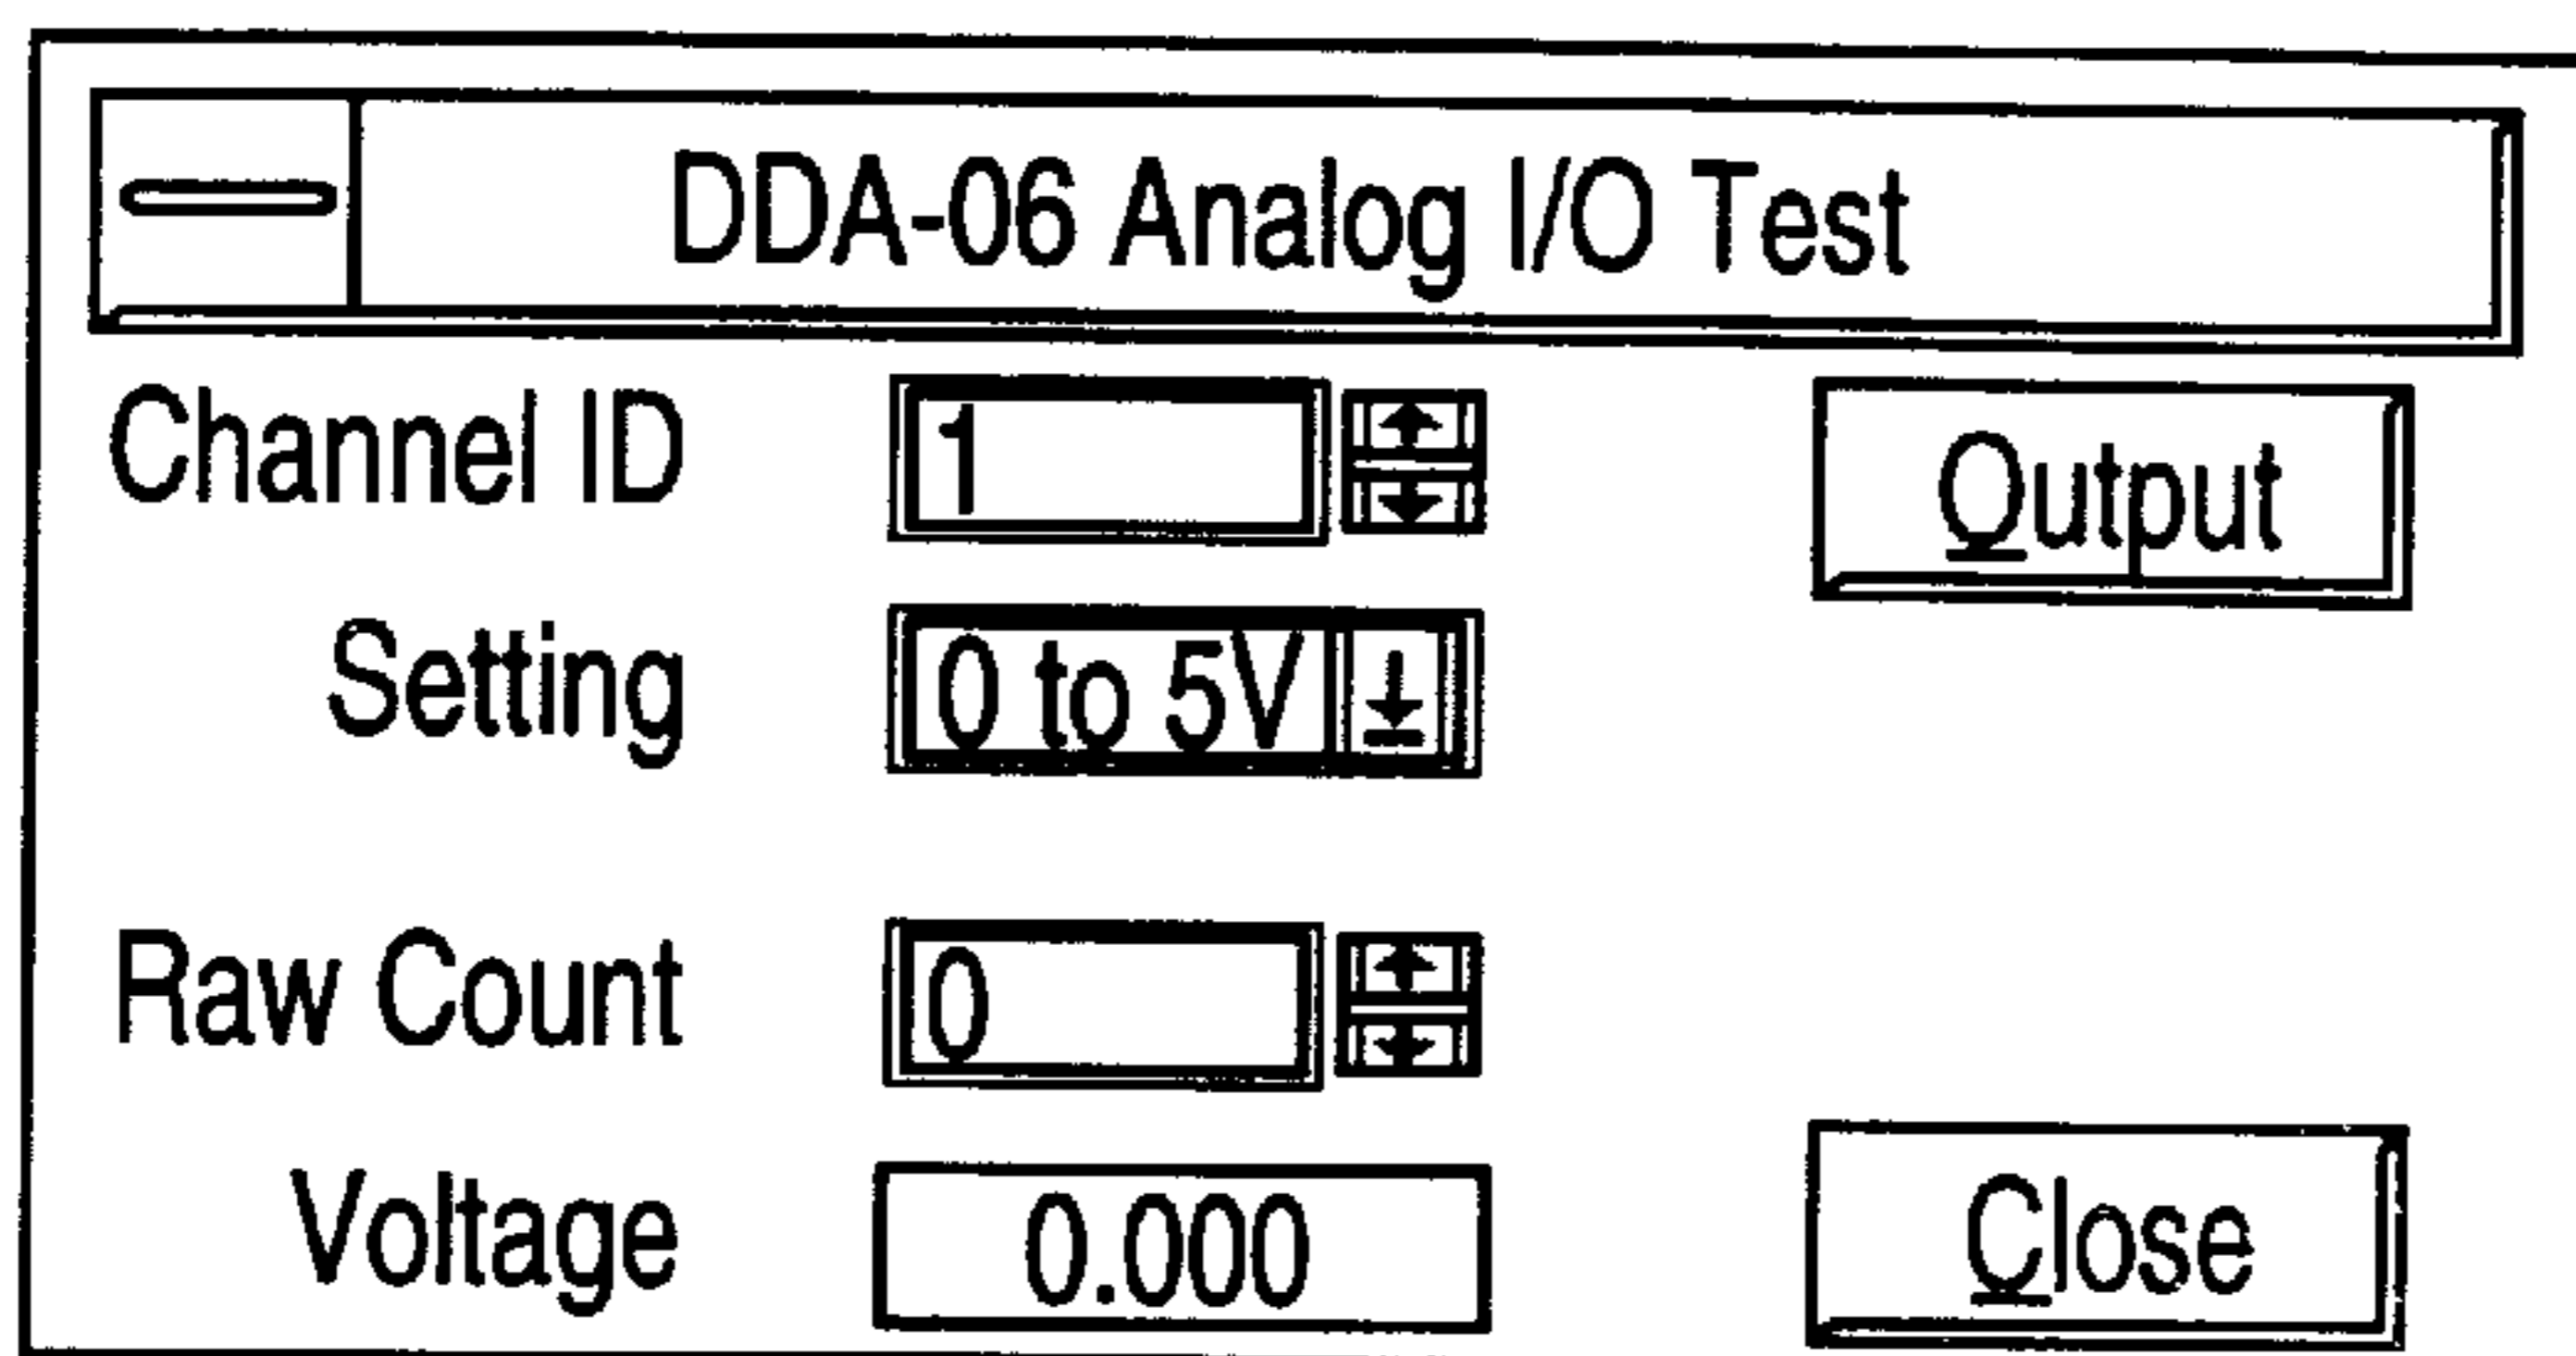 DDA-06 Analog I/O Test
Channel ID 1 Output
Setting 0 to 5V
Raw Count 0
Voltage 0.000 Close